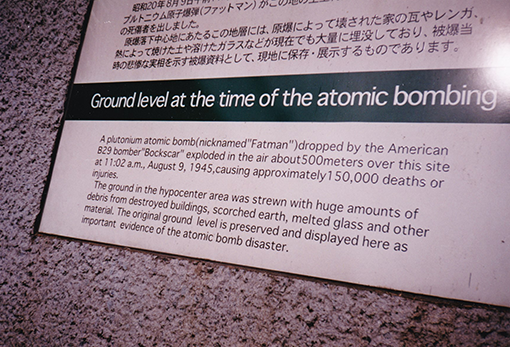 昭和20年8月9日午前
プルトニウム原子爆弾(ファットマン)がこの地の上空
の死傷者を出しました。
原爆落下中心地にあたるこの地層には、原爆によって壊された家の瓦やレンガ、
熱によって焼けた土や溶けたガラスなどが現在でも大量に埋没しており、被爆当
時の悲惨な実相を示す被爆資料として、現地に保存・展示するものであります。
Ground level at the time of the atomic bombing
A plutonium atomic bomb(nicknamed"Fatman")dropped by the American
B29 bomber"Bockscar" exploded in the air about500meters over this site
at 11:02 a.m., August 9, 1945,causing approximately150,000 deaths or
injuries.
The ground in the hypocenter area was strewn with huge amounts of
debris from destroyed buildings, scorched earth, melted glass and other
material. The original ground level is preserved and displayed here as
important evidence of the atomic bomb disaster.